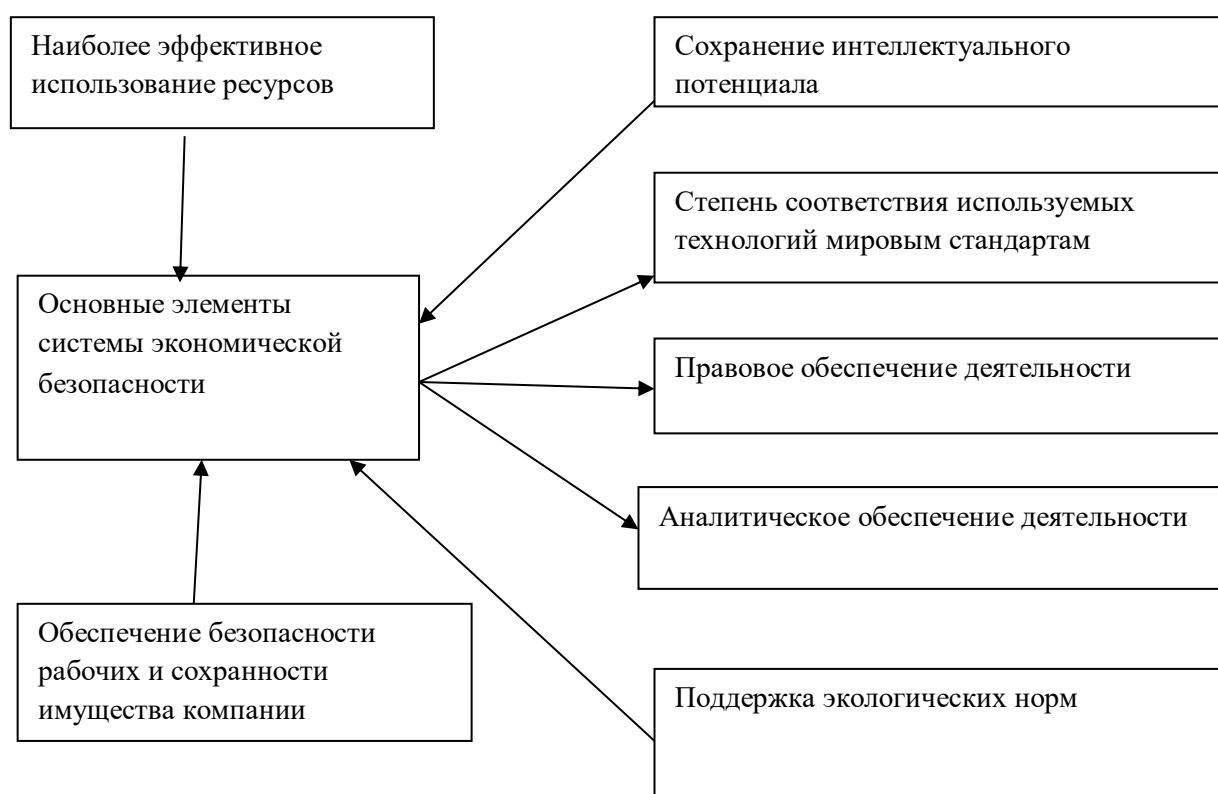 Наиболее эффективное
использование ресурсов
Сохранение интеллектуального
потенциала
Степень соответствия используемых
технологий мировым стандартам
Основные элементы
системы экономической
безопасности
Правовое обеспечение деятельности
Аналитическое обеспечение деятельности
Обеспечение безопасности
рабочих и сохранности
имущества компании
Поддержка экологических норм